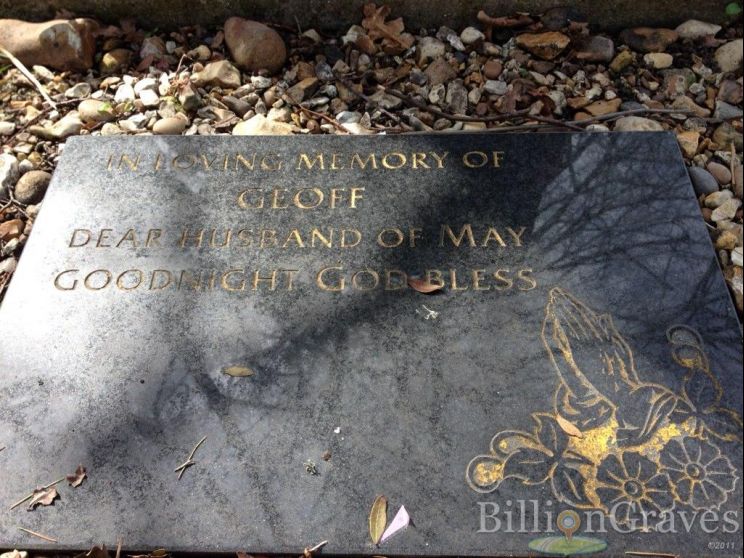 IN LOVING MEMORY OF
GEOFF
DEAR HUSBAND OF MAY
GOODNIGHT GOD BLESS
BillionGraves
©2011